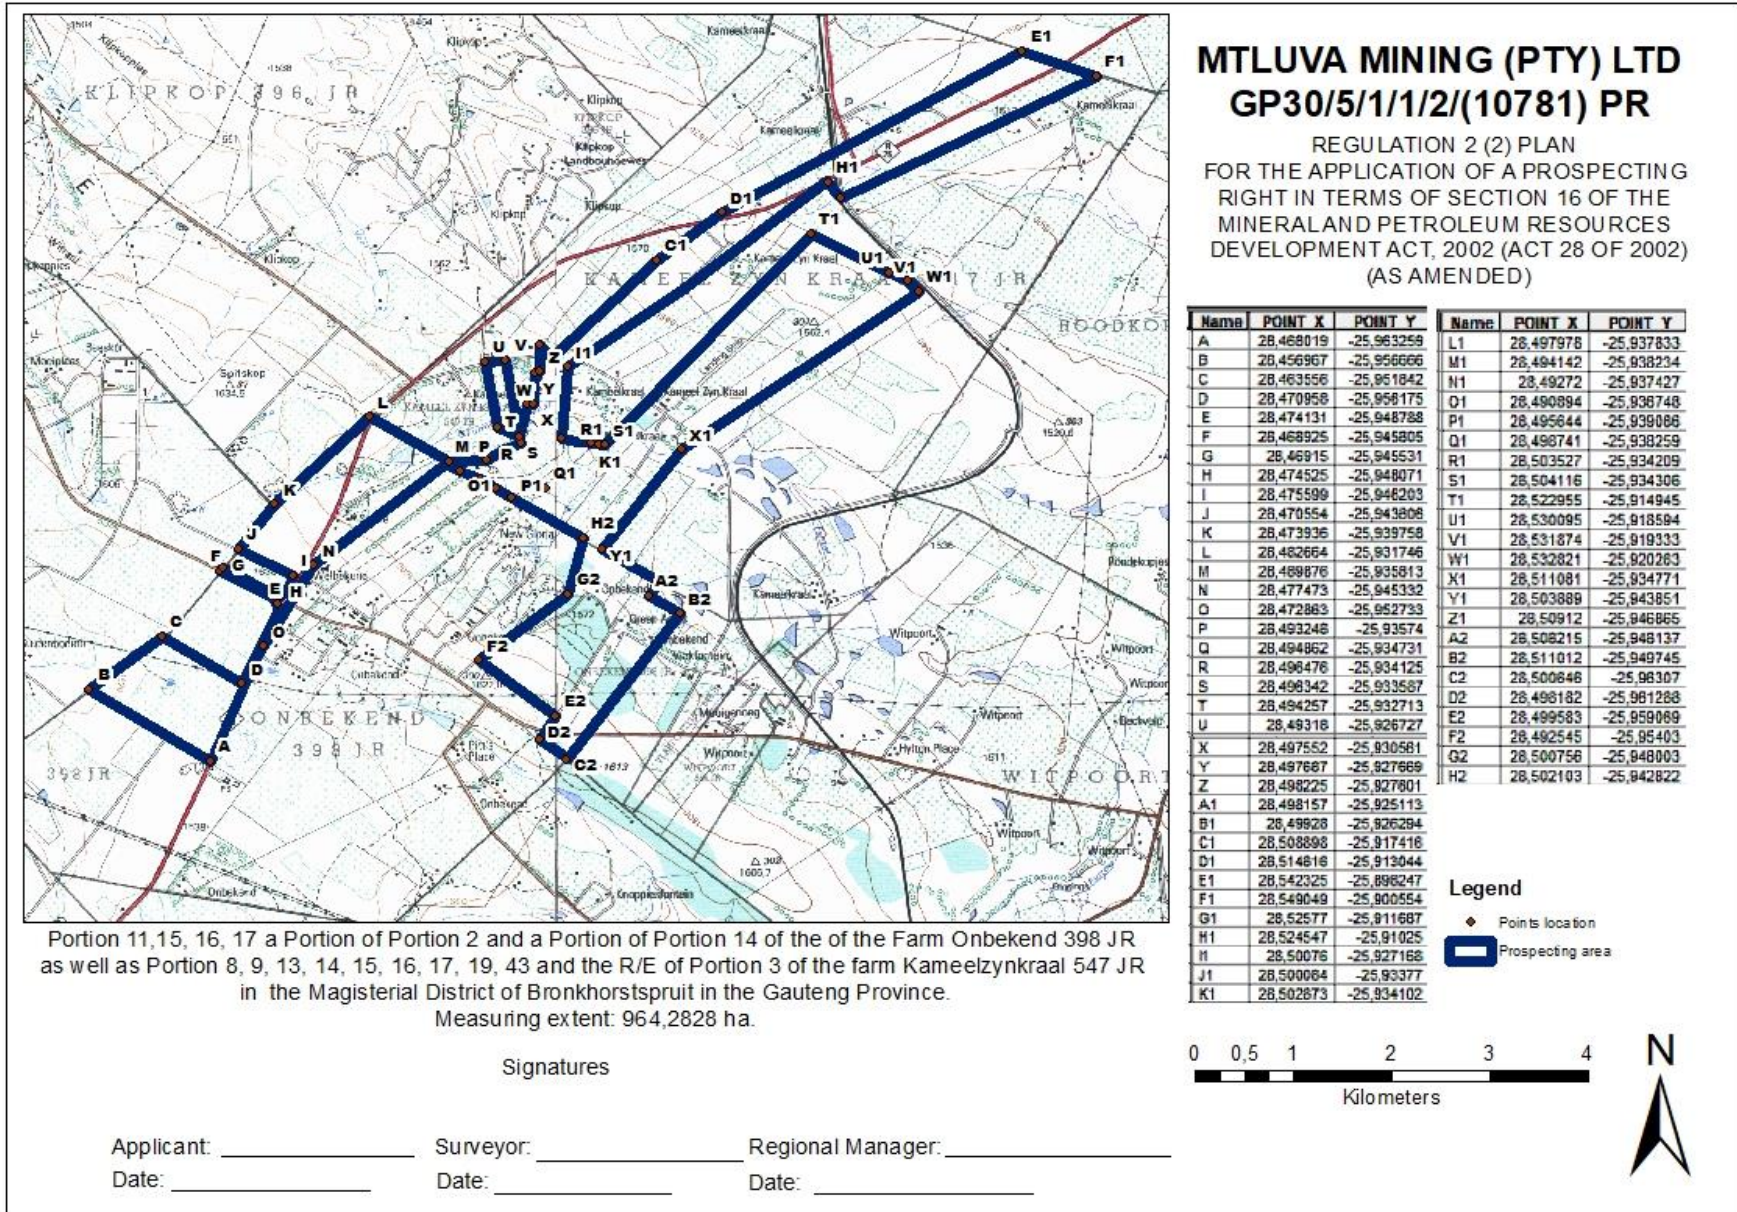 MTLUVA MINING (PTY) LTD
GP30/5/1/1/2/(10781) PR
REGULATION 2 (2) PLAN
FOR THE APPLICATION OF A PROSPECTING
RIGHT IN TERMS OF SECTION 16 OF THE
MINERALAND PETROLEUM RESOURCES
DEVELOPMENT ACT, 2002 (ACT 28 OF 2002)
(AS AMENDED)
Name POINT X POINT Y
A 28,468019 -25,963259
B 28,456967 -25,956666
C 28,463556 -25,951842
D 28,470958 -25,956175
E 28,474131 -25,948788
F 28,468925 -25,945805
G 28,46915 -25,945531
H 28,474525 -25,948071
I 28,475599 -25,946203
J 28,470554 -25,943806
K 28,473936 -25,939758
L 28,482664 -25,931746
M 28,489876 -25,935813
N 28,477473 -25,945332
O 28,472863 -25,952733
P 28,493248 -25,93574
Q 28,494862 -25,934731
R 28,496476 -25,934125
S 28,496342 -25,933587
T 28,494257 -25,932713
U 28,49318 -25,926727
X 28,497552 -25,930561
Y 28,497687 -25,927669
Z 28,498225 -25,927601
A1 28,498157 -25,925113
B1 28,49928 -25,926294
C1 28,508898 -25,917416
D1 28,514816 -25,913044
E1 28,542325 -25,898247
F1 28,549049 -25,900554
G1 28,52577 -25,911687
H1 28,524547 -25,91025
I1 28,50076 -25,927168
J1 28,500084 -25,93377
K1 28,502873 -25,934102
Name POINT X POINT Y
L1 28,497978 -25,937833
M1 28,494142 -25,938234
N1 28,49272 -25,937427
O1 28,490894 -25,936748
P1 28,495644 -25,939086
Q1 28,498741 -25,938259
R1 28,503527 -25,934209
S1 28,504116 -25,934306
T1 28,522955 -25,914945
U1 28,530095 -25,918594
V1 28,531874 -25,919333
W1 28,532821 -25,920263
X1 28,511081 -25,934771
Y1 28,503889 -25,943851
Z1 28,50912 -25,946865
A2 28,508215 -25,948137
B2 28,511012 -25,949745
C2 28,500646 -25,96307
D2 28,498182 -25,961288
E2 28,499583 -25,959069
F2 28,492545 -25,95403
G2 28,500756 -25,948003
H2 28,502103 -25,942822
Legend
Points location
Prospecting area
0 0,5 1 2 3 4
Kilometers
N
KLIPKOP 396 JR
Klipkop
Klipkop
Landbouhoewes
Kameelkraal
E1
F1
H1
D1
T1
C1
U1
V1
W1
U
V
Z
I1
W
Y
X
T
S
R
R1
S1
K1
X1
L
M
P
Q1
O1
P1
K
J
N
F
G
I
E
H
H2
Y1
G2
A2
B2
C
O
D
B
F2
E2
D2
C2
A
Spitskop
1634,5
Welbekend
Onbekend
ONBEKEND
398 JR
398 JR
Kameel Zyn Kraal
Witpoort
Hylton Place
WITPOORT
Knoppiesfontein
1613
Portion 11,15, 16, 17 a Portion of Portion 2 and a Portion of Portion 14 of the of the Farm Onbekend 398 JR
as well as Portion 8, 9, 13, 14, 15, 16, 17, 19, 43 and the R/E of Portion 3 of the farm Kameelzynkraal 547 JR
in the Magisterial District of Bronkhorstspruit in the Gauteng Province.
Measuring extent: 964,2828 ha.
Signatures
Applicant: Surveyor: Regional Manager:
Date: Date: Date: